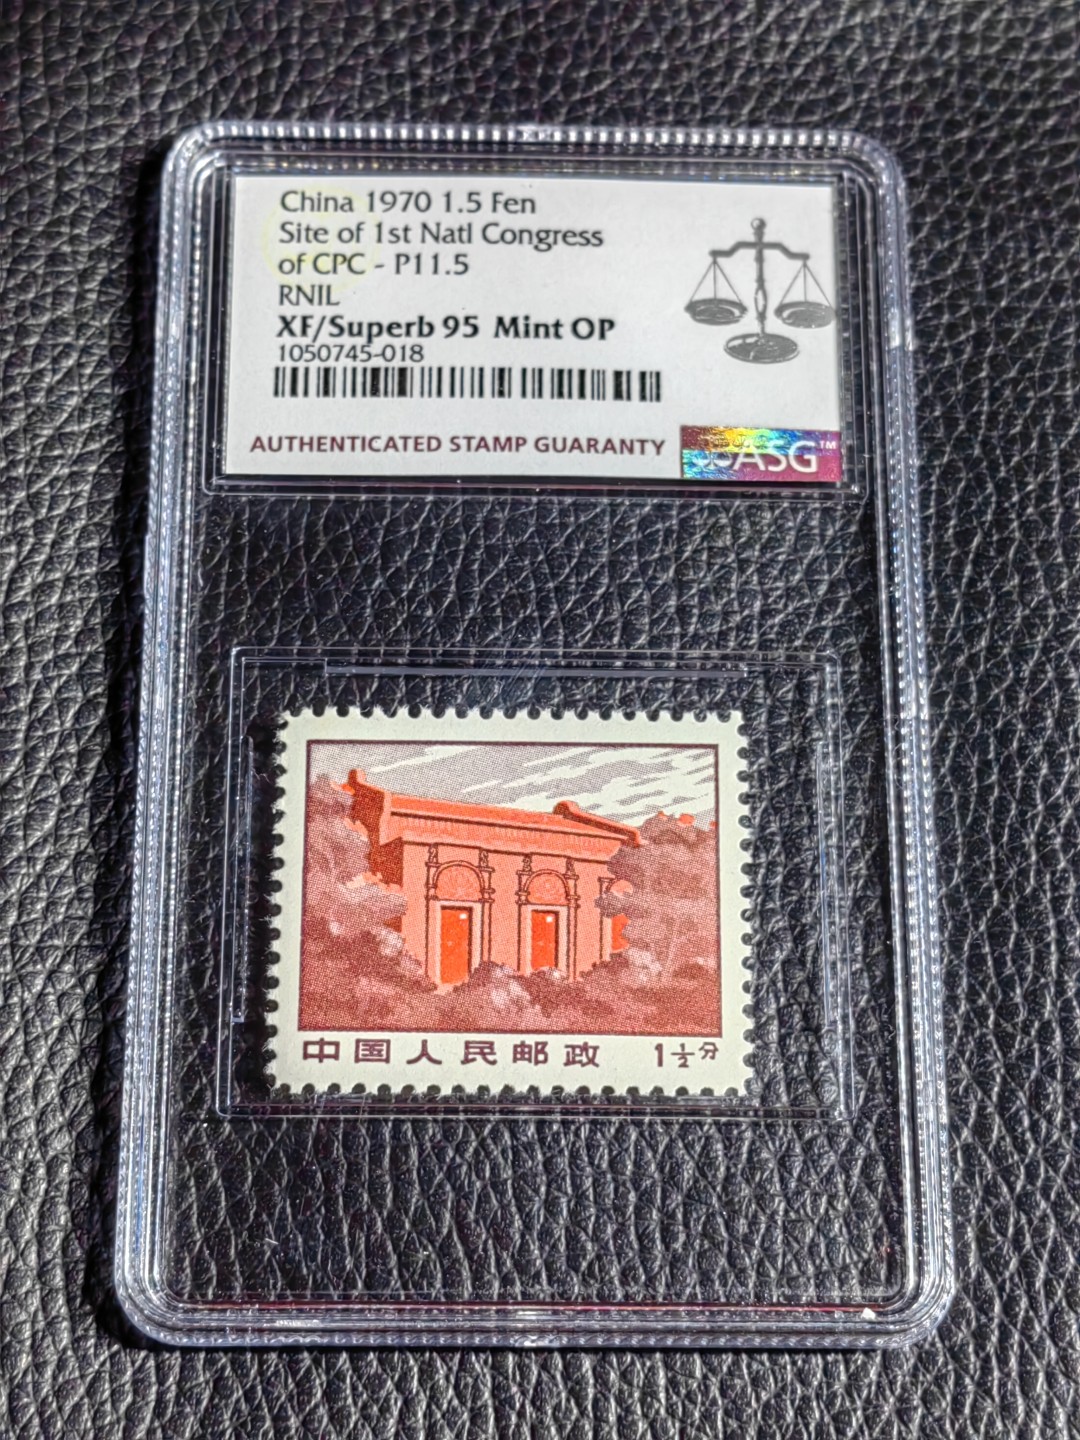 China 1970 1.5 Fen
Site of 1st Natl Congress
of CPC - P11.5
RNIL
XF/Superb 95 Mint OP
1050745-018
AUTHENTICATED STAMP GUARANTY
ASG™
中国人民邮政 1½分